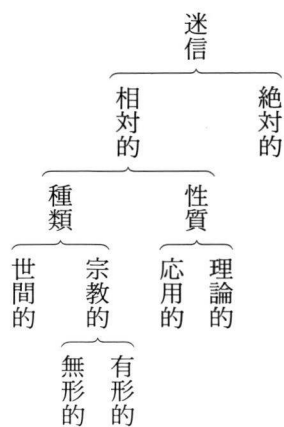 迷信
絶対的
相対的
性質
種類
理論的
応用的
宗教的
世間的
有形的
無形的